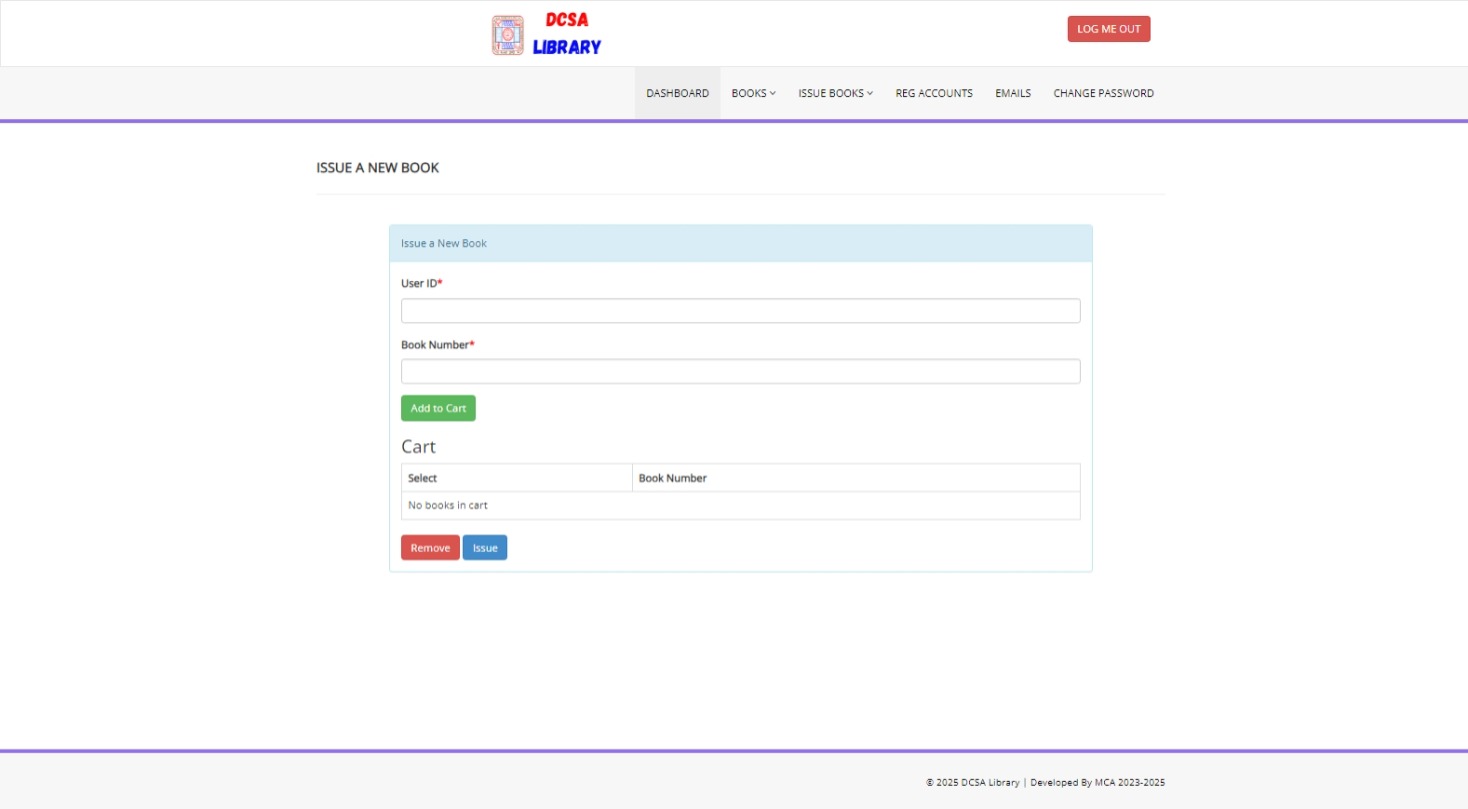 DCSA
LIBRARY
LOG ME OUT
DASHBOARD BOOKS ISSUE BOOKS REG ACCOUNTS EMAILS CHANGE PASSWORD
ISSUE A NEW BOOK
Issue a New Book
User ID*
Book Number*
Add to Cart
Cart
Select Book Number
No books in cart
Remove Issue
© 2025 DCSA Library | Developed By MCA 2023-2025